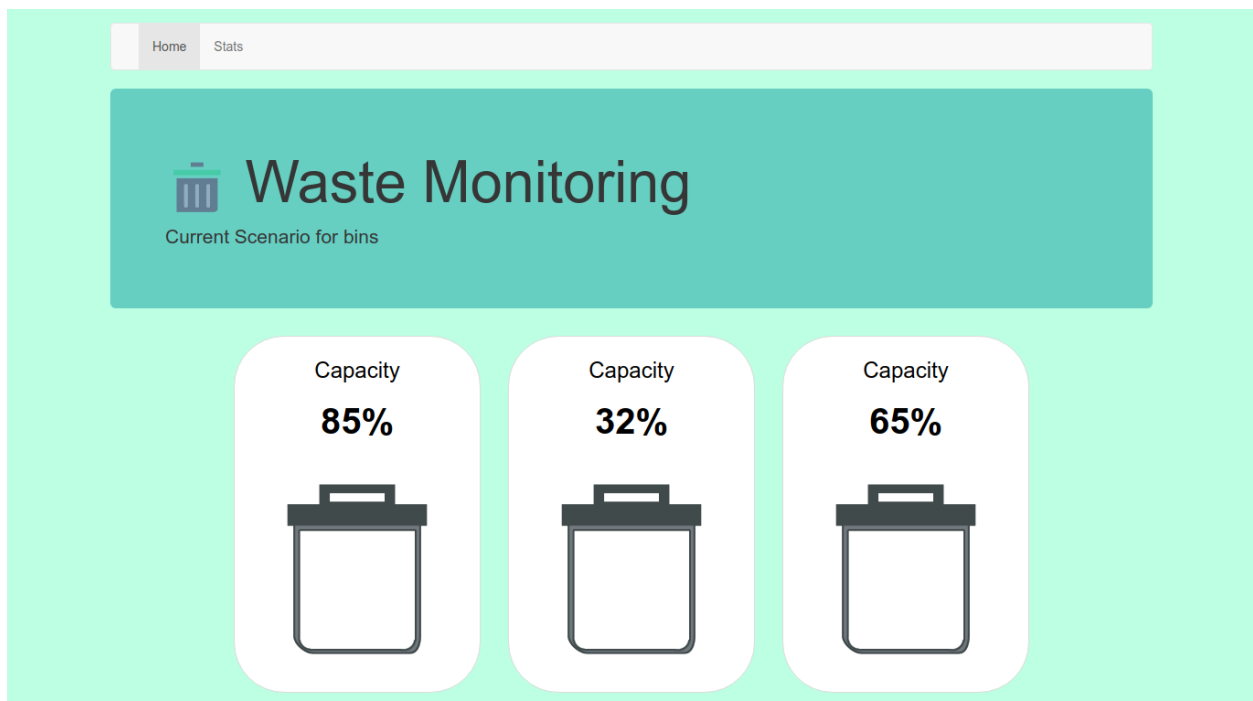 Home Stats
Waste Monitoring
Current Scenario for bins
Capacity Capacity Capacity
85% 32% 65%